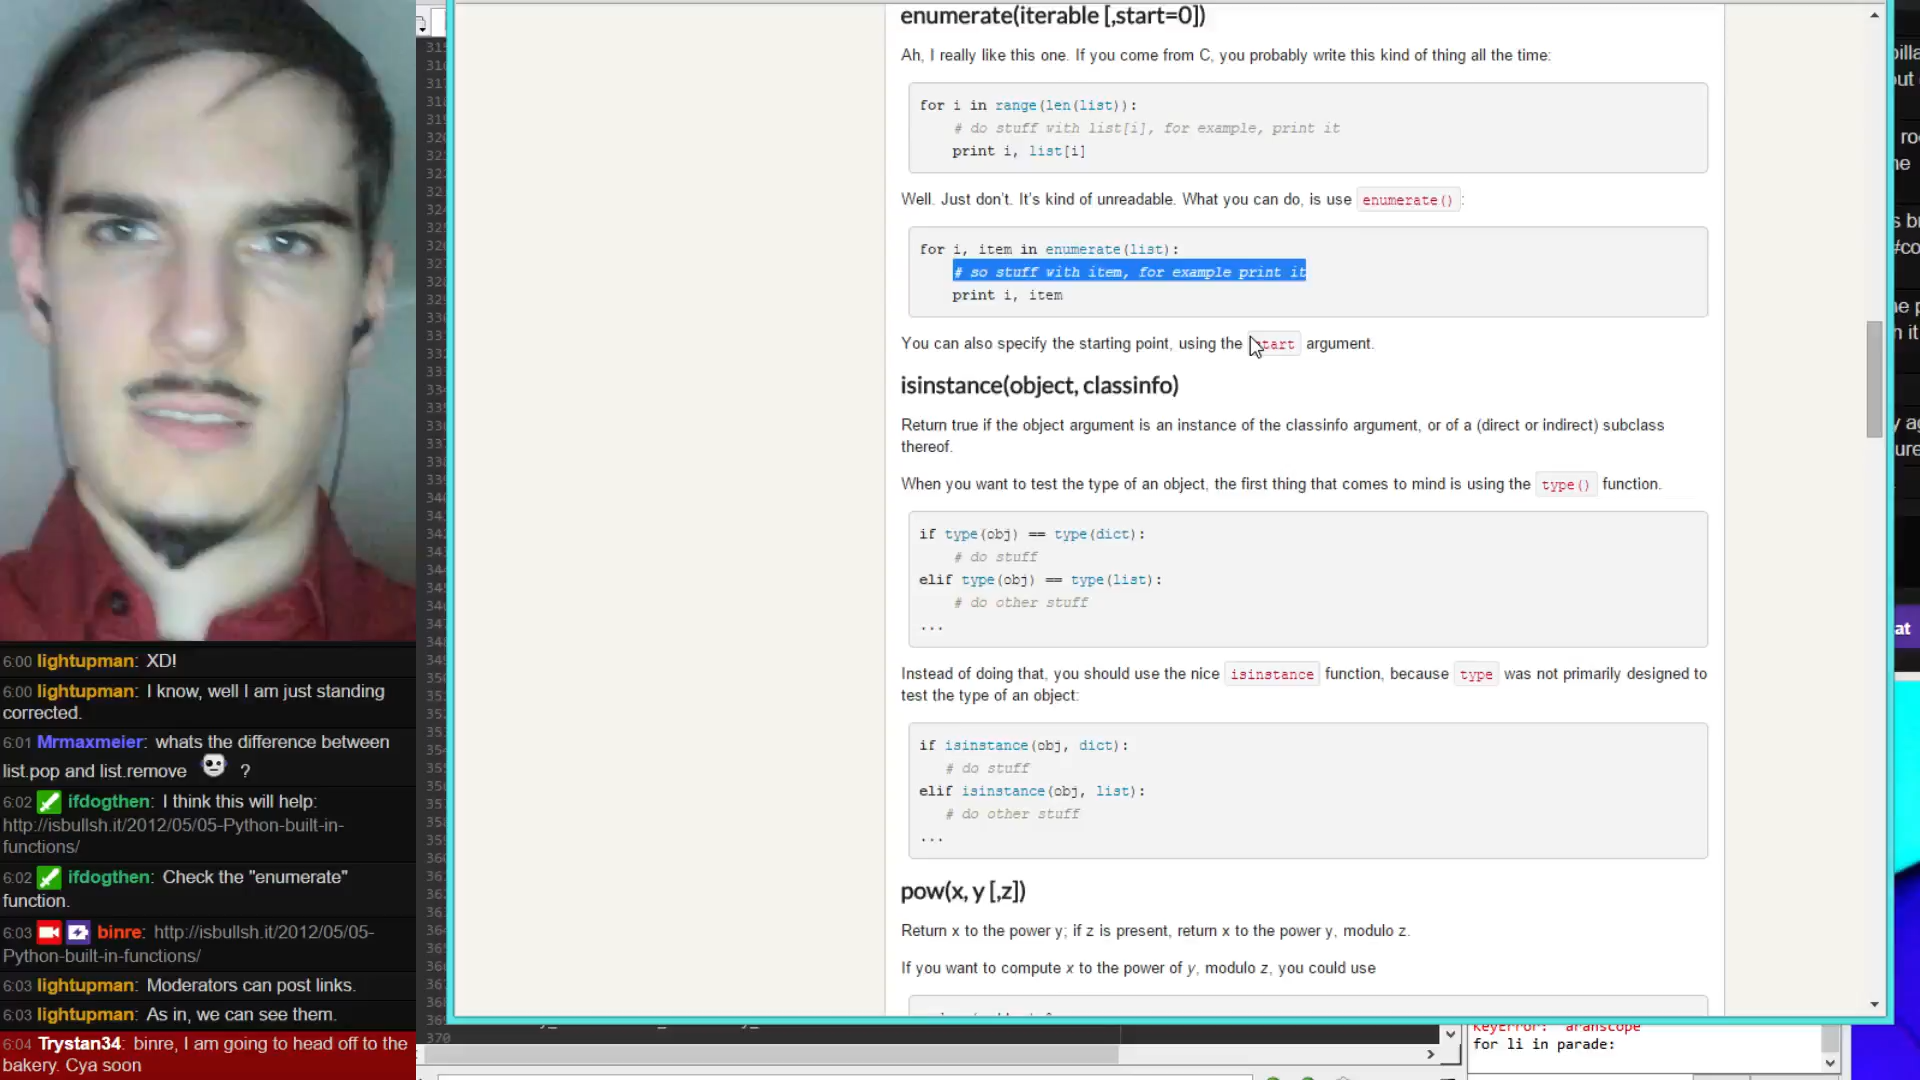 enumerate(iterable [,start=0])
Ah, I really like this one. If you come from C, you probably write this kind of thing all the time:
for i in range(len(list)):
# do stuff with list[i], for example, print it
print i, list[i]
Well. Just don't. It's kind of unreadable. What you can do, is use enumerate() :
for i, item in enumerate(list):
# so stuff with item, for example print it
print i, item
You can also specify the starting point, using the start argument.
isinstance(object, classinfo)
Return true if the object argument is an instance of the classinfo argument, or of a (direct or indirect) subclass
thereof.
When you want to test the type of an object, the first thing that comes to mind is using the type() function.
if type(obj) == type(dict):
# do stuff
elif type(obj) == type(list):
# do other stuff
...
Instead of doing that, you should use the nice isinstance function, because type was not primarily designed to
test the type of an object:
if isinstance(obj, dict):
# do stuff
elif isinstance(obj, list):
# do other stuff
...
pow(x, y [,z])
Return x to the power y; if z is present, return x to the power y, modulo z.
If you want to compute x to the power of y, modulo z, you could use
6:00 lightupman: XD!
6:00 lightupman: I know, well I am just standing
corrected.
6:01 Mrmaxmeier: whats the difference between
list.pop and list.remove ?
6:02 ifdogthen: I think this will help:
http://isbullsh.it/2012/05/05-Python-built-in-
functions/
6:02 ifdogthen: Check the "enumerate"
function.
6:03 binre: http://isbullsh.it/2012/05/05-
Python-built-in-functions/
6:03 lightupman: Moderators can post links.
6:03 lightupman: As in, we can see them.
6:04 Trystan34: binre, I am going to head off to the
bakery. Cya soon
370
KeyError: 'aranscope'
for li in parade: